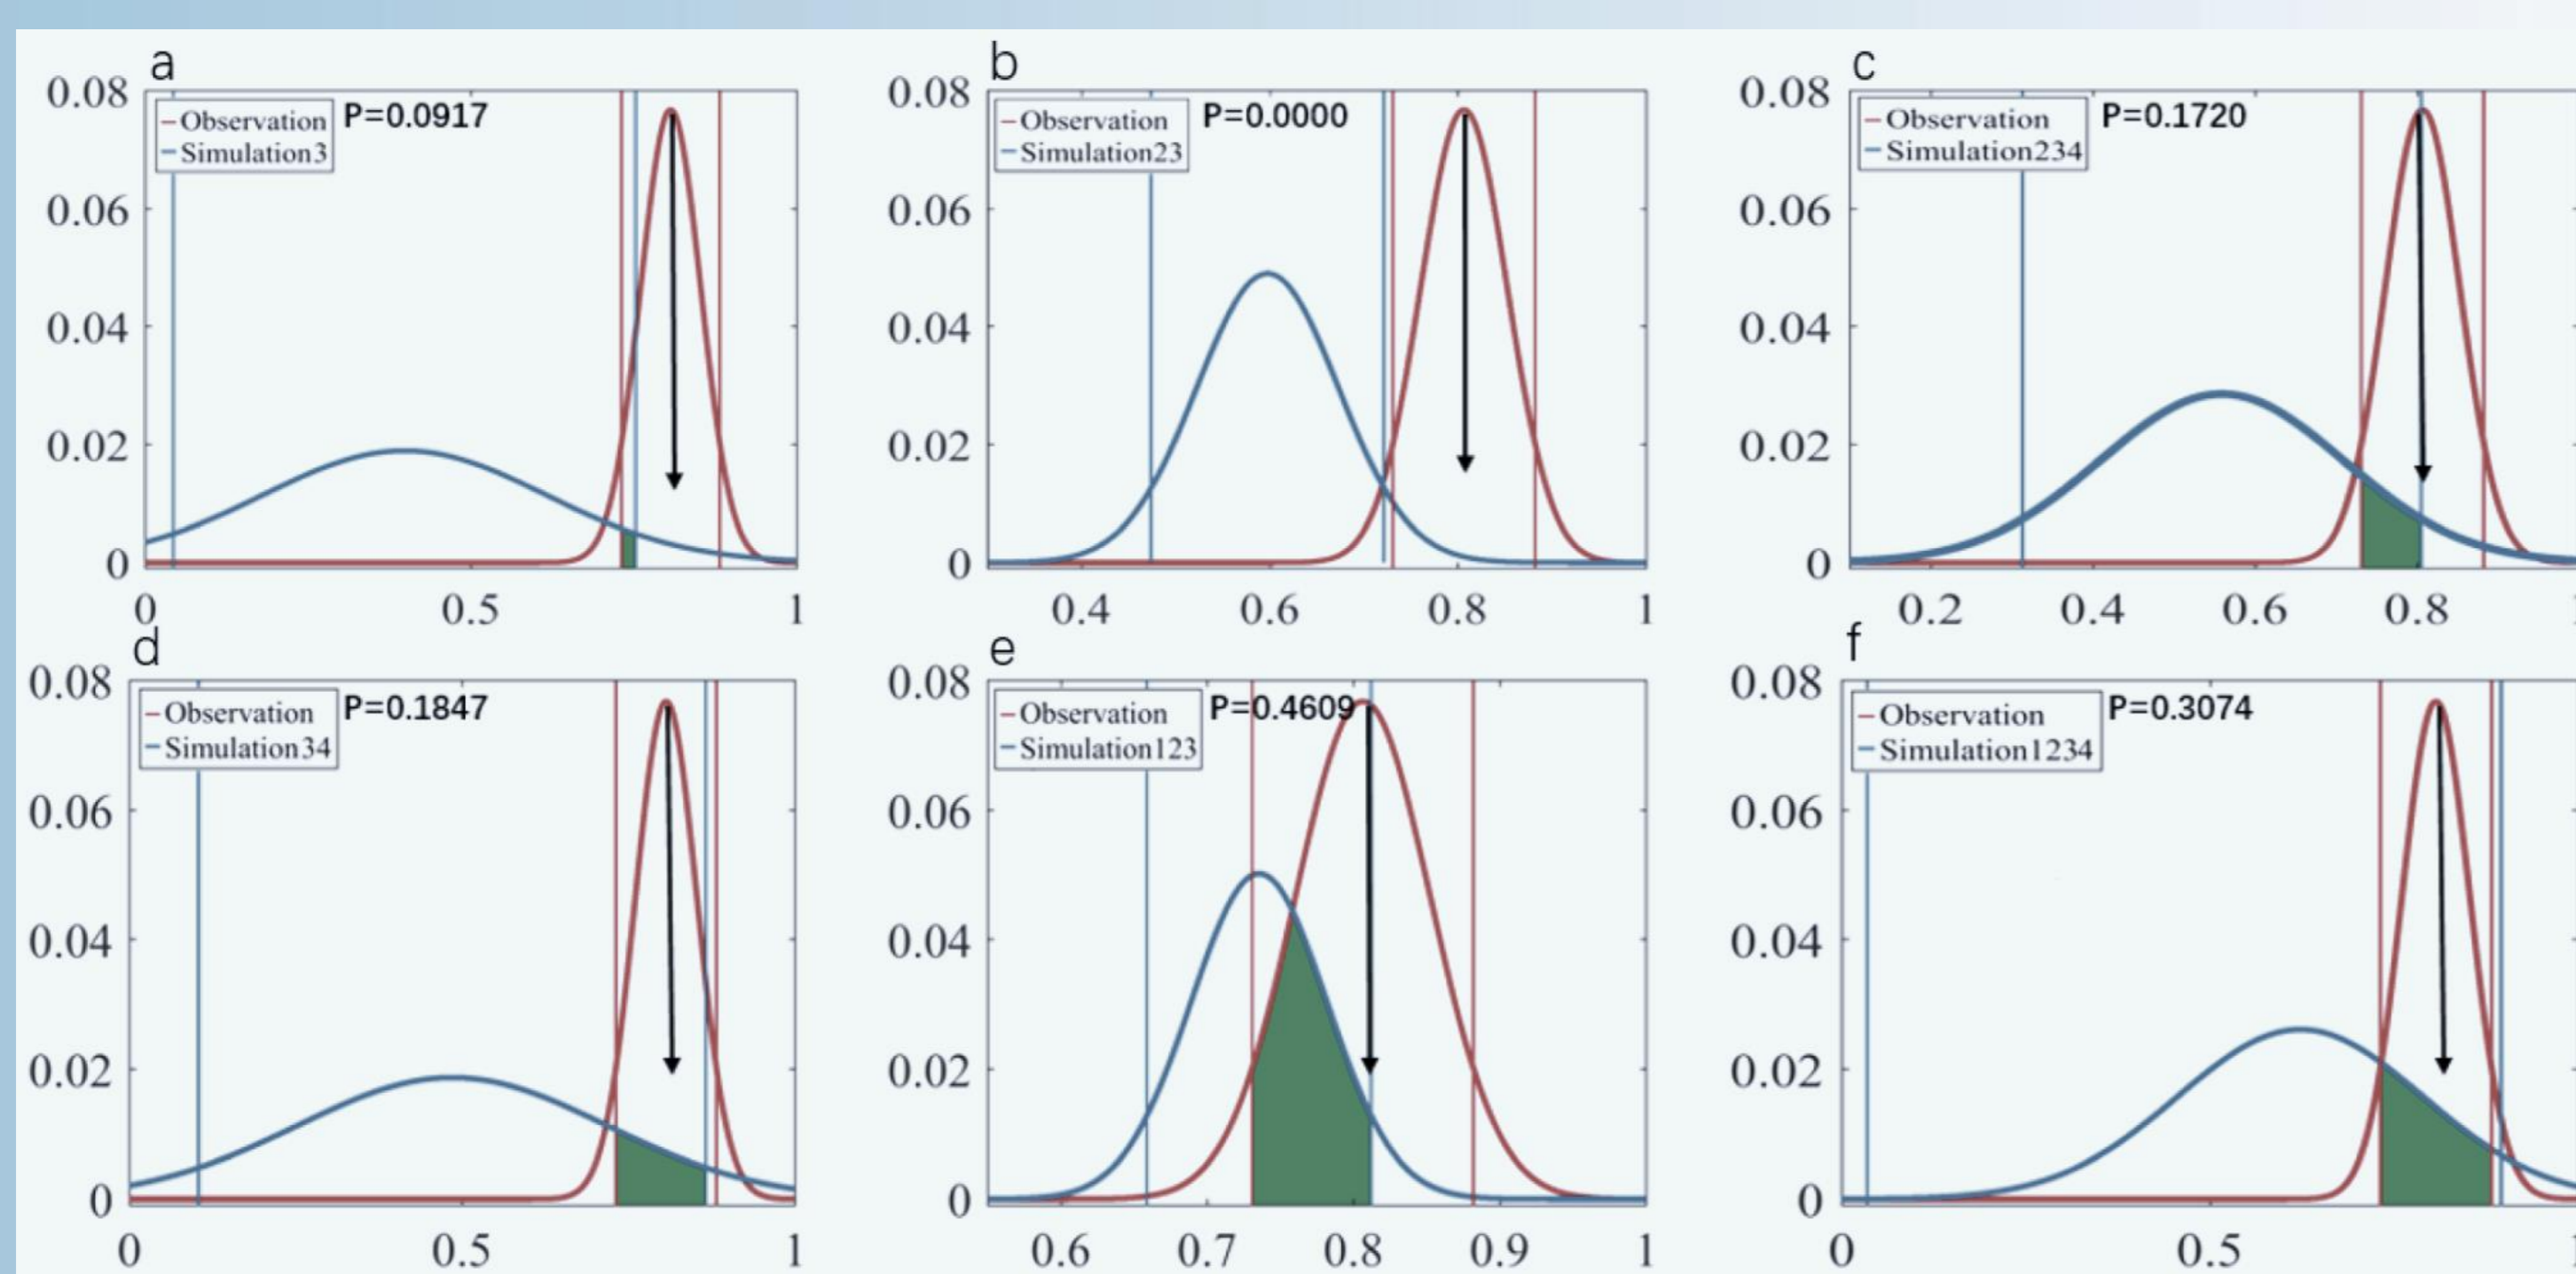 a
0.08
0.06
0.04
0.02
0
Observation
Simulation3
P=0.0917
0 0.5 1
b
0.08
0.06
0.04
0.02
0
Observation
Simulation23
P=0.0000
0.4 0.6 0.8 1
c
0.08
0.06
0.04
0.02
0
Observation
Simulation234
P=0.1720
0.2 0.4 0.6 0.8
d
0.08
0.06
0.04
0.02
0
Observation
Simulation34
P=0.1847
0 0.5 1
e
0.08
0.06
0.04
0.02
0
Observation
Simulation123
P=0.4609
0.6 0.7 0.8 0.9 1
f
0.08
0.06
0.04
0.02
0
Observation
Simulation1234
P=0.3074
0 0.5